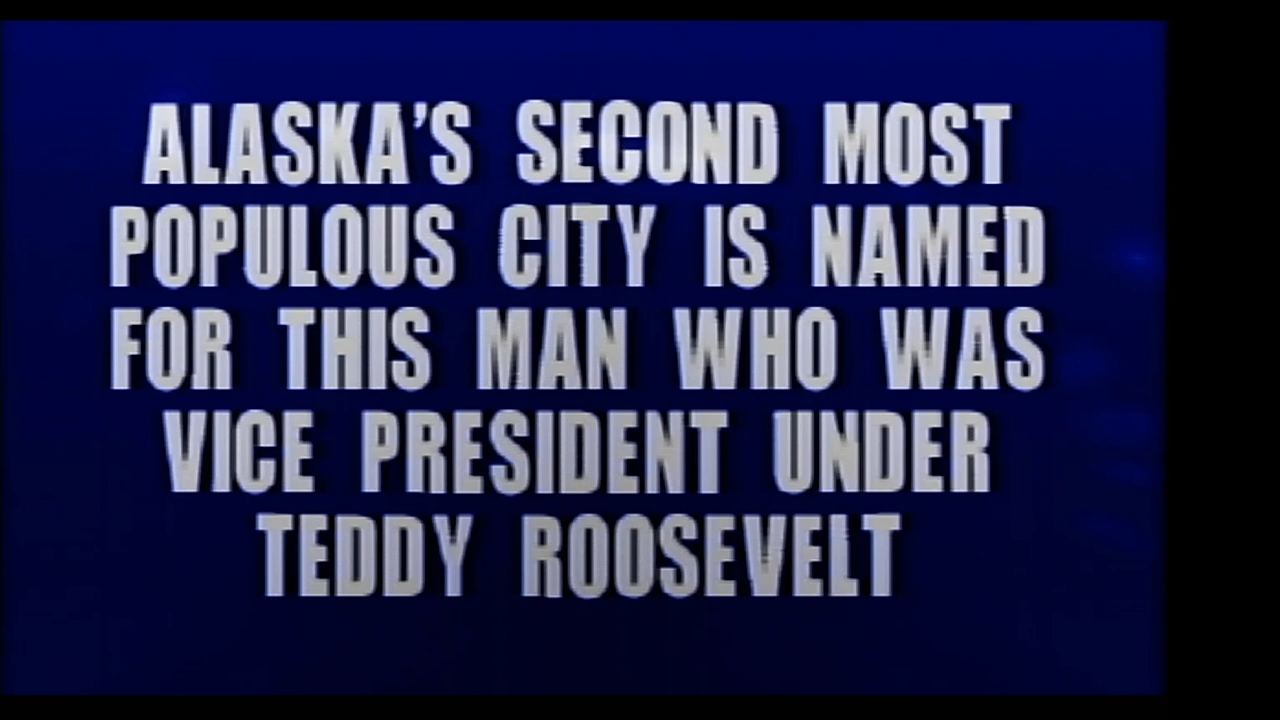 ALASKA'S SECOND MOST
POPULOUS CITY IS NAMED
FOR THIS MAN WHO WAS
VICE PRESIDENT UNDER
TEDDY ROOSEVELT